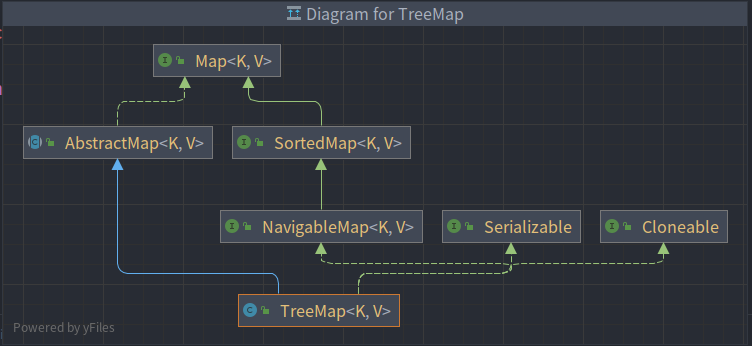 Diagram for TreeMap
I Map<K, V>
C AbstractMap<K, V>
I SortedMap<K, V>
I NavigableMap<K, V>
I Serializable
I Cloneable
C TreeMap<K, V>
Powered by yFiles